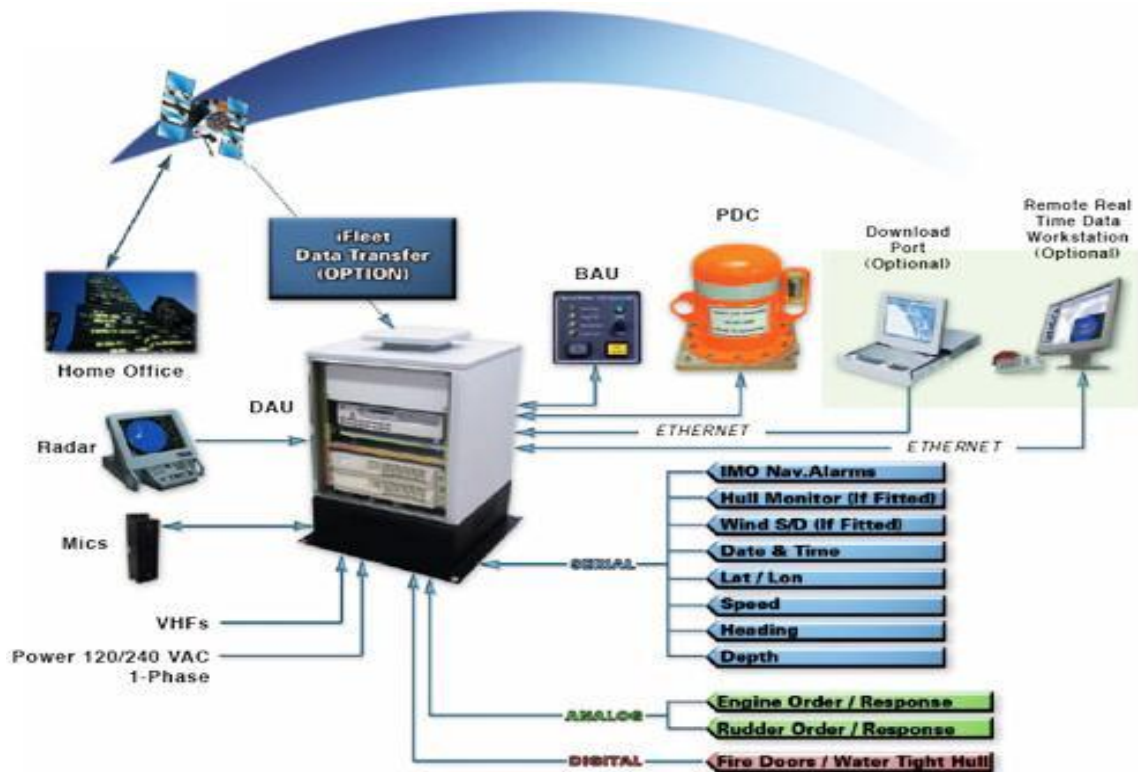 iFleet
Data Transfer
(OPTION)
PDC
BAU
Download
Port
(Optional)
Remote Real
Time Data
Workstation
(Optional)
Home Office
DAU
Radar
ETHERNET
ETHERNET
Mics
IMO Nav.Alarms
Hull Monitor (If Fitted)
Wind S/D (If Fitted)
Date & Time
SERIAL
Lat / Lon
Speed
Heading
Depth
VHFs
Power 120/240 VAC
1-Phase
ANALOG
Engine Order / Response
Rudder Order / Response
DIGITAL
Fire Doors / Water Tight Hull